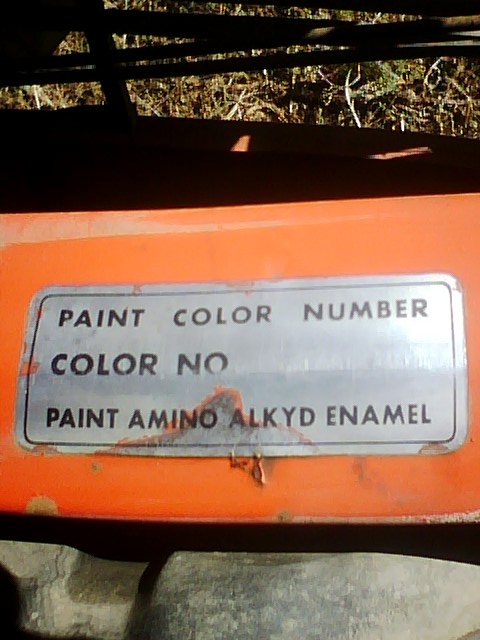 PAINT COLOR NUMBER
COLOR NO
PAINT AMINO ALKYD ENAMEL